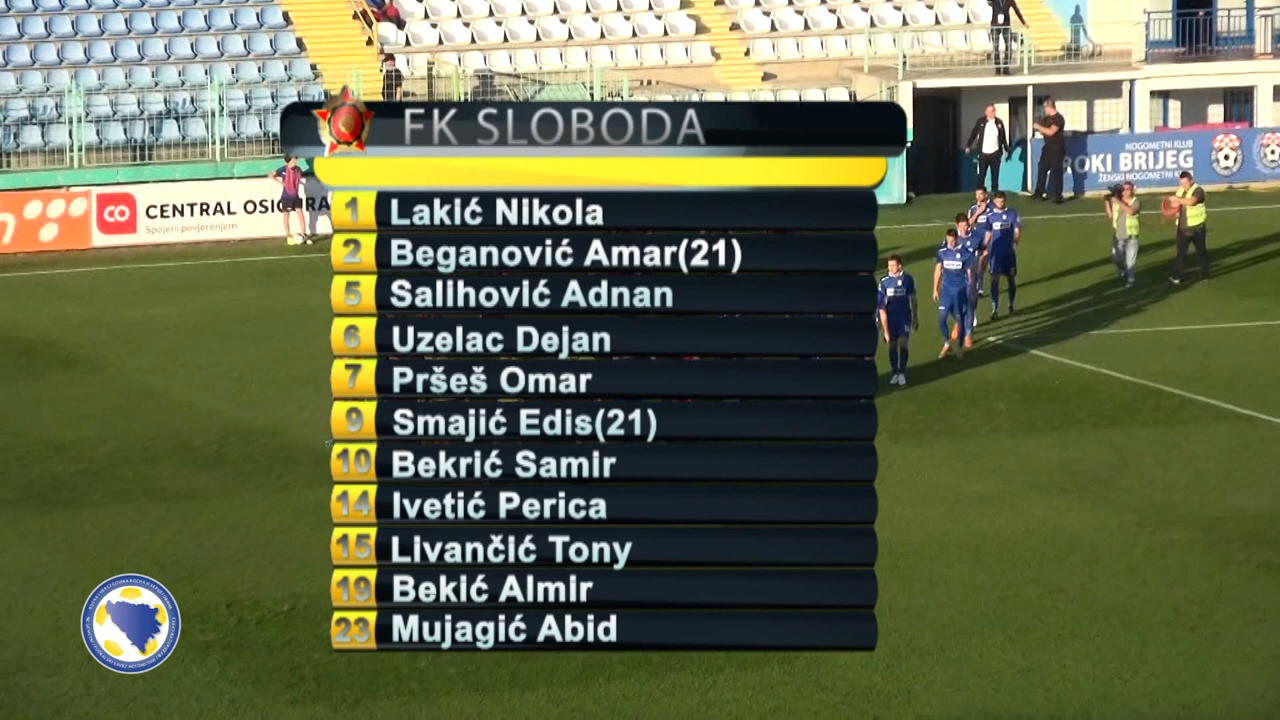 FK SLOBODA
1 Lakić Nikola
2 Beganović Amar(21)
5 Salihović Adnan
6 Uzelac Dejan
7 Pršeš Omar
9 Smajić Edis(21)
10 Bekrić Samir
14 Ivetić Perica
15 Livančić Tony
19 Bekić Almir
23 Mujagić Abid
CENTRAL OSIGURA
Spojeni povjerenjem
NOGOMETNI KLUB
ROKI BRIJEG
ŽENSKI NOGOMETNI K